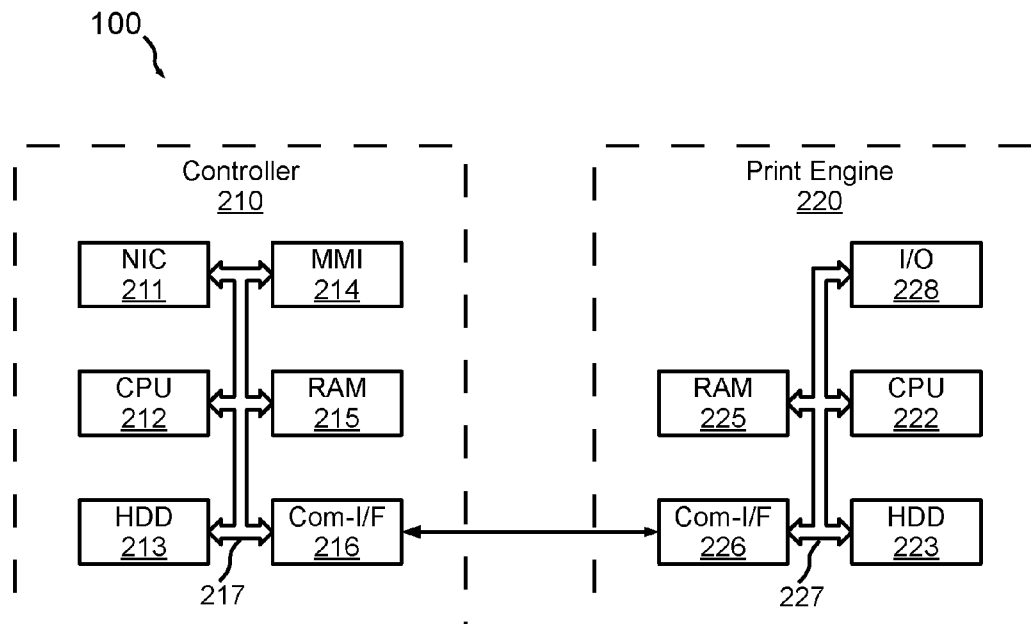 100
Controller
210
NIC
211
MMI
214
CPU
212
RAM
215
HDD
213
Com-I/F
216
217
Print Engine
220
I/O
228
RAM
225
CPU
222
Com-I/F
226
HDD
223
227